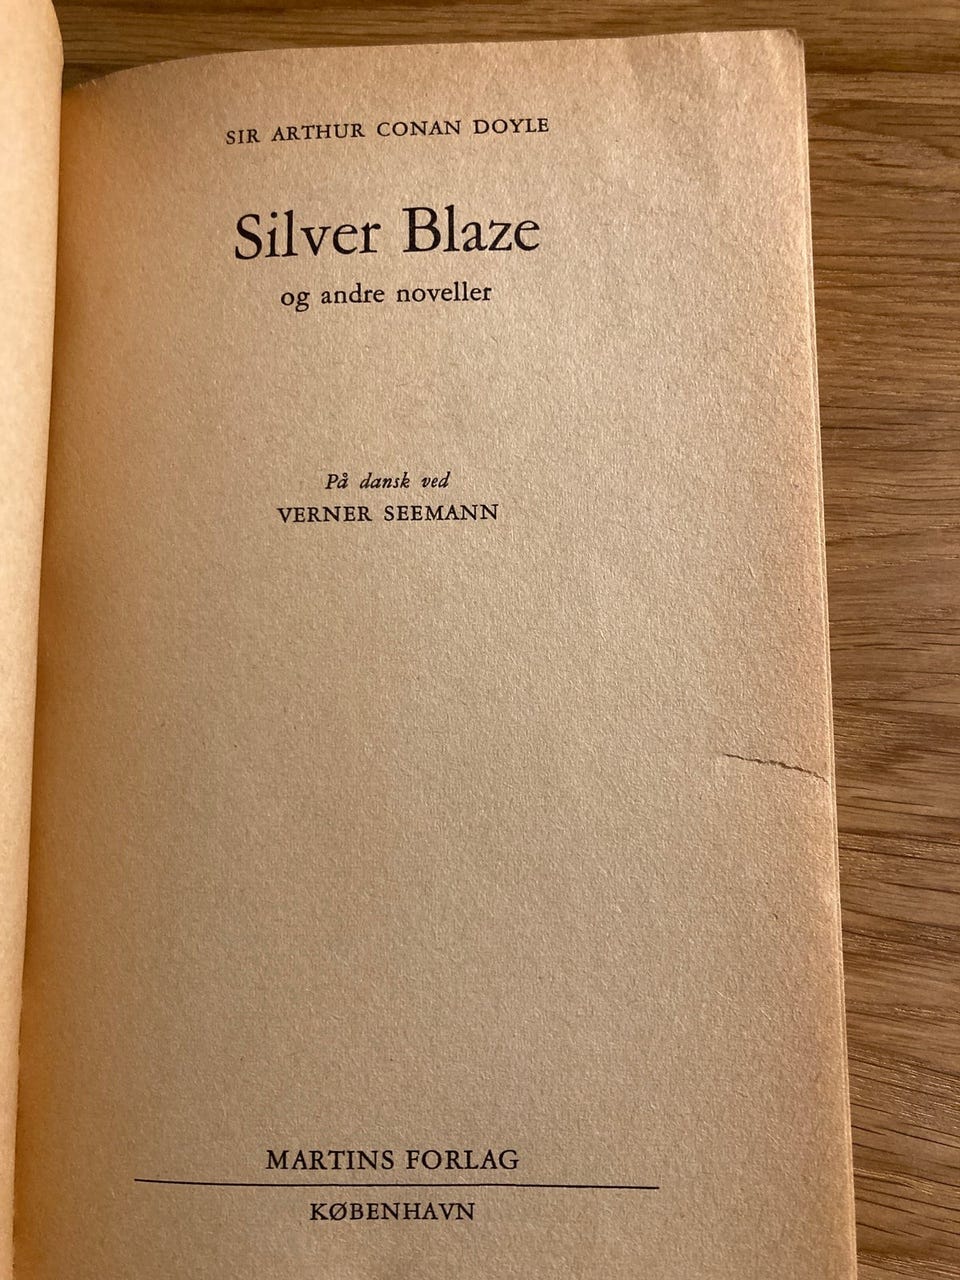 SIR ARTHUR CONAN DOYLE
Silver Blaze
og andre noveller
På dansk ved
VERNER SEEMANN
MARTINS FORLAG
KØBENHAVN